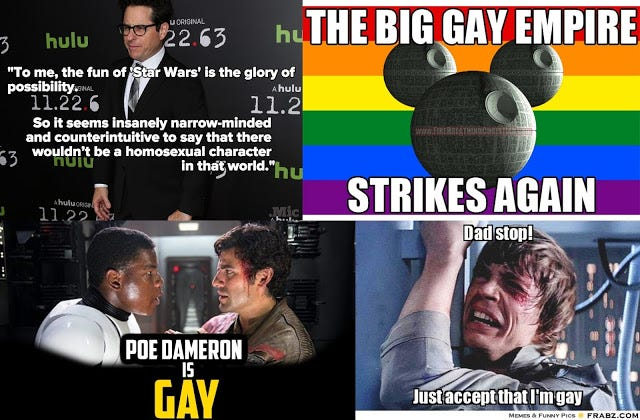 u ORIGINAL
3 hulu 22.63 hu
"To me, the fun of 'Star Wars' is the glory of
possibility.
A hulu
11.22.6
11.2
So it seems insanely narrow-minded
and counterintuitive to say that there
wouldn't be a homosexual character
in that world."
63 hulu hu
A hulu ORIGINAL
11.22
Mic
THE BIG GAY EMPIRE
STRIKES AGAIN
POE DAMERON
IS
GAY
Dad stop!
Just accept that I'm gay
MEMES & FUNNY PICS FRABZ.COM